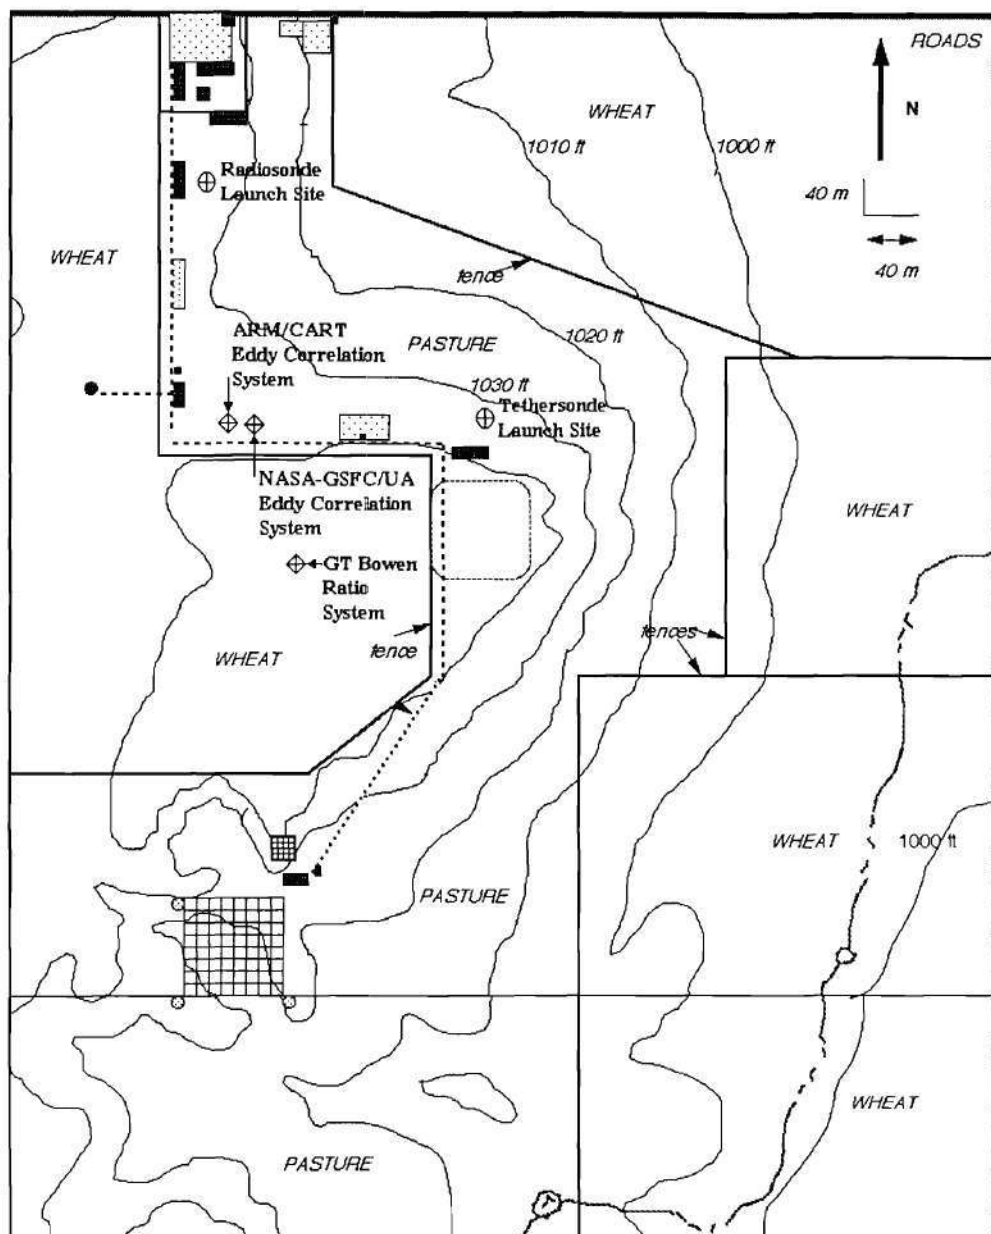 ROADS
WHEAT
N
1010 ft
1000 ft
Radiosonde
Launch Site
40 m
WHEAT
fence
40 m
ARM/CART
Eddy Correlation
System
1020 ft
PASTURE
1030 ft
Tethersonde
Launch Site
NASA-GSFC/UA
Eddy Correlation
System
WHEAT
GT Bowen
Ratio
System
fences
fence
WHEAT
WHEAT
1000 ft
PASTURE
WHEAT
PASTURE